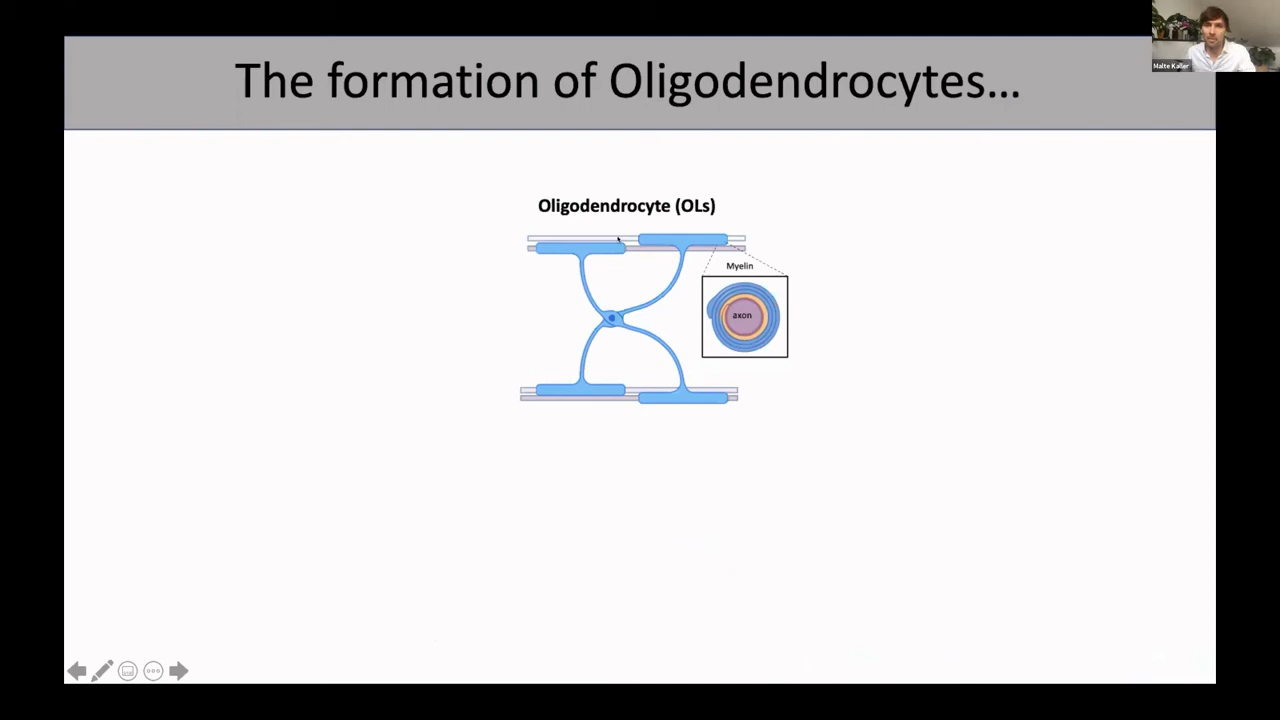 Malte Kaller
The formation of Oligodendrocytes...
Oligodendrocyte (OLs)
Myelin
axon